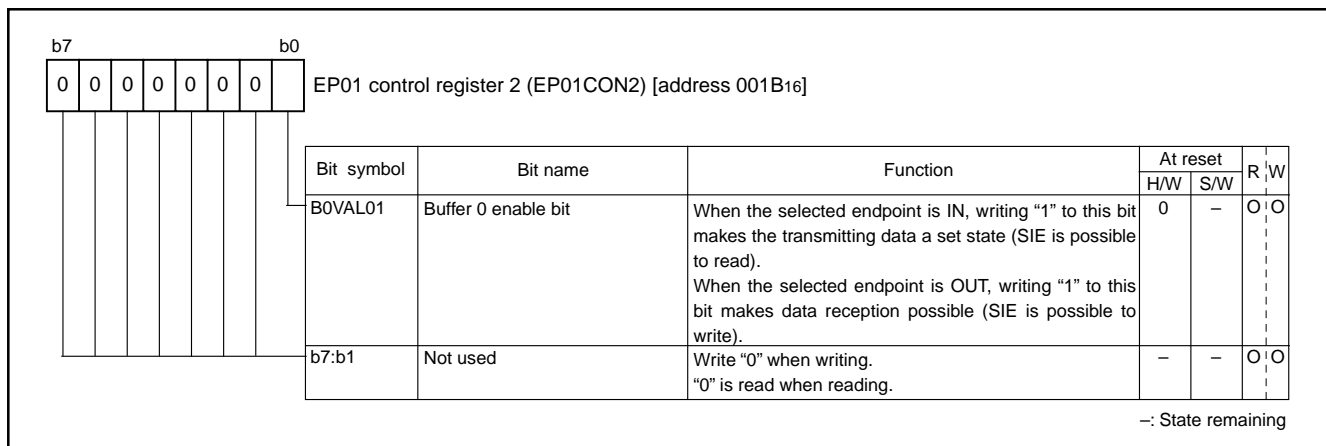 b7 b0
0 0 0 0 0 0 0 EP01 control register 2 (EP01CON2) [address 001B16]
Bit symbol Bit name Function At reset R W
H/W S/W
B0VAL01 Buffer 0 enable bit When the selected endpoint is IN, writing “1” to this bit 0 – O O
makes the transmitting data a set state (SIE is possible
to read).
When the selected endpoint is OUT, writing “1” to this
bit makes data reception possible (SIE is possible to
write).
b7:b1 Not used Write “0” when writing. – – O O
“0” is read when reading.
–: State remaining